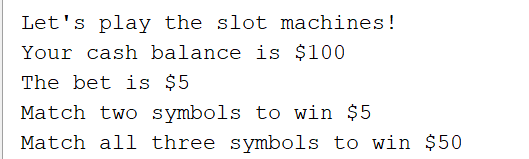 Let's play the slot machines!
Your cash balance is $100
The bet is $5
Match two symbols to win $5
Match all three symbols to win $50